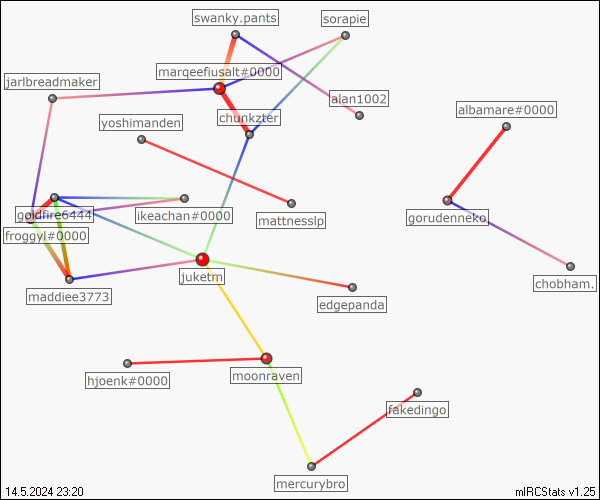 swanky.pants
sorapie
marqeefiusalt#0000
jarlbreadmaker
alan1002
albamare#0000
chunkzter
yoshimanden
goldfire6444
ikeachan#0000
mattnesslp
gorudenneko
froggyl#0000
juketm
chobham.
maddiee3773
edgepanda
moonraven
hjoenk#0000
fakedingo
mercurybro
14.5.2024 23:20
mIRCStats v1.25